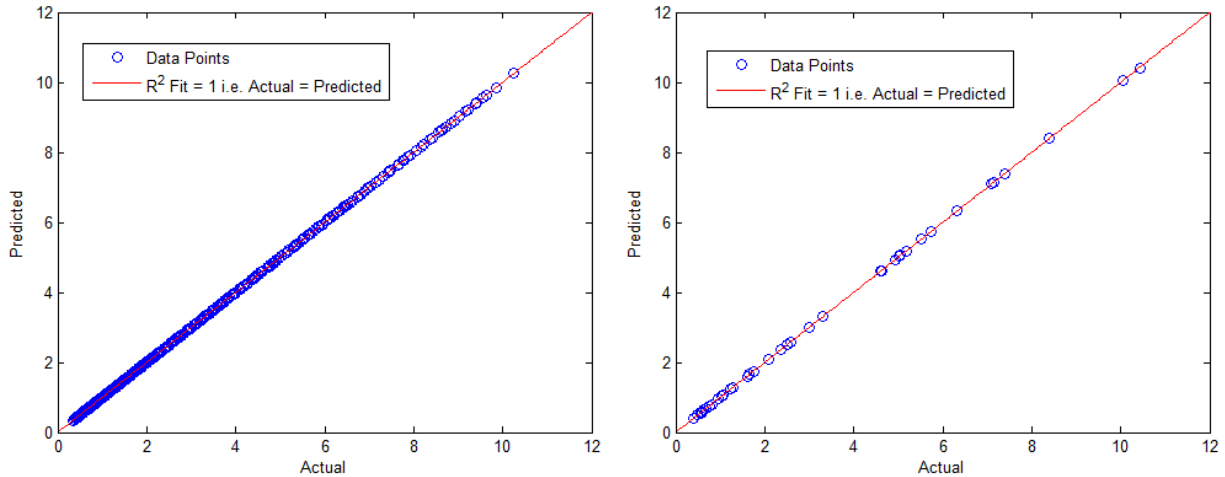 12
10
8
6
4
2
0
Predicted
Data Points
R² Fit = 1 i.e. Actual = Predicted
0 2 4 6 8 10 12
Actual
12
10
8
6
4
2
0
Predicted
Data Points
R² Fit = 1 i.e. Actual = Predicted
0 2 4 6 8 10 12
Actual